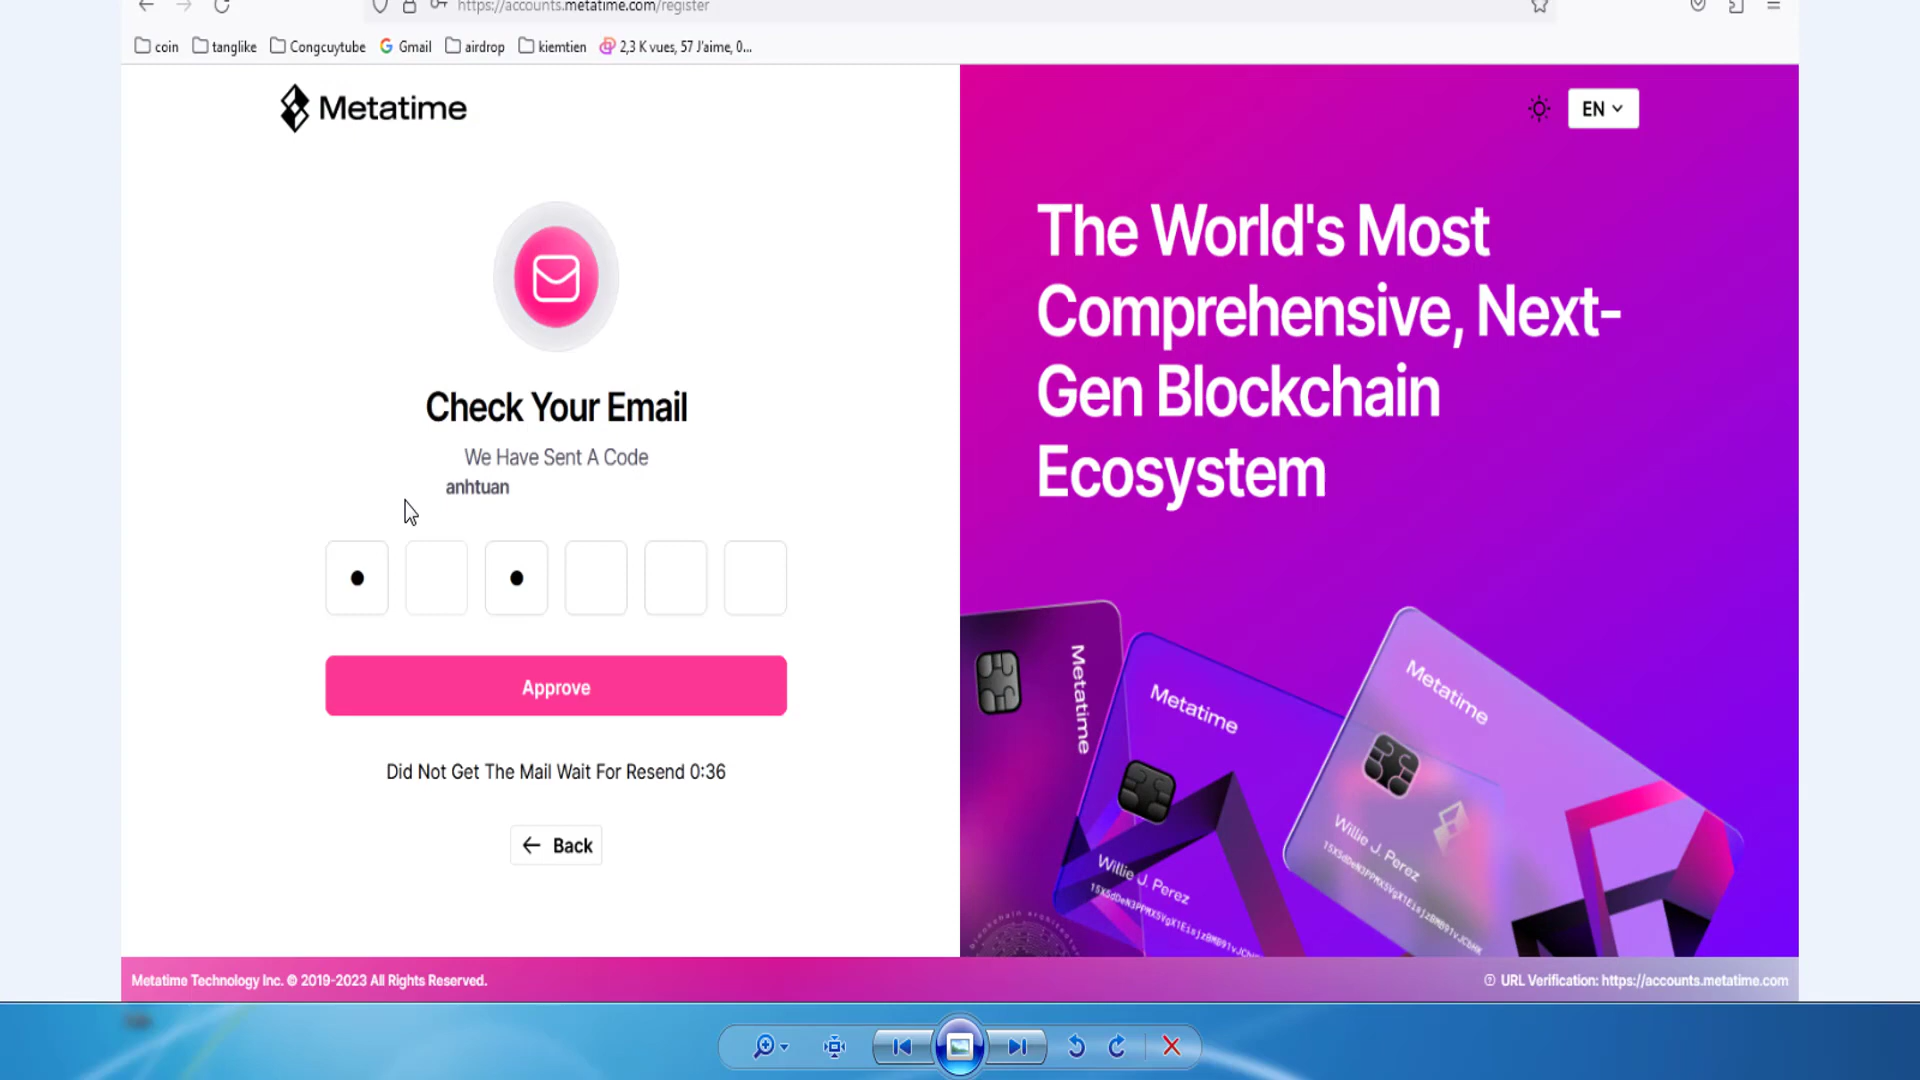 https://accounts.metatime.com/register
coin
tanglike
Congcuytube
Gmail
airdrop
kiemtien
2,3 K vues, 57 J'aime, 0...
Metatime
EN
The World's Most
Comprehensive, Next-
Gen Blockchain
Ecosystem
Check Your Email
We Have Sent A Code
anhtuan
Approve
Did Not Get The Mail Wait For Resend 0:36
Back
Metatime
Metatime
Willie J. Perez
Metatime
Willie J. Perez
Metatime Technology Inc. © 2019-2023 All Rights Reserved.
URL Verification: https://accounts.metatime.com